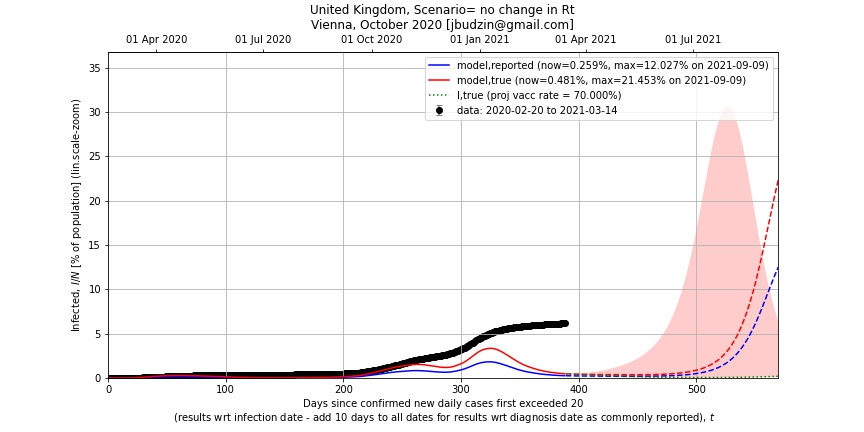 United Kingdom, Scenario= no change in Rt
Vienna, October 2020 [jbudzin@gmail.com]
01 Apr 2020 01 Jul 2020 01 Oct 2020 01 Jan 2021 01 Apr 2021 01 Jul 2021
model,reported (now=0.259%, max=12.027% on 2021-09-09)
model,true (now=0.481%, max=21.453% on 2021-09-09)
I,true (proj vacc rate = 70.000%)
data: 2020-02-20 to 2021-03-14
Infected, I/N [% of population] (lin.scale-zoom)
35
30
25
20
15
10
5
0
0 100 200 300 400 500
Days since confirmed new daily cases first exceeded 20
(results wrt infection date - add 10 days to all dates for results wrt diagnosis date as commonly reported), t